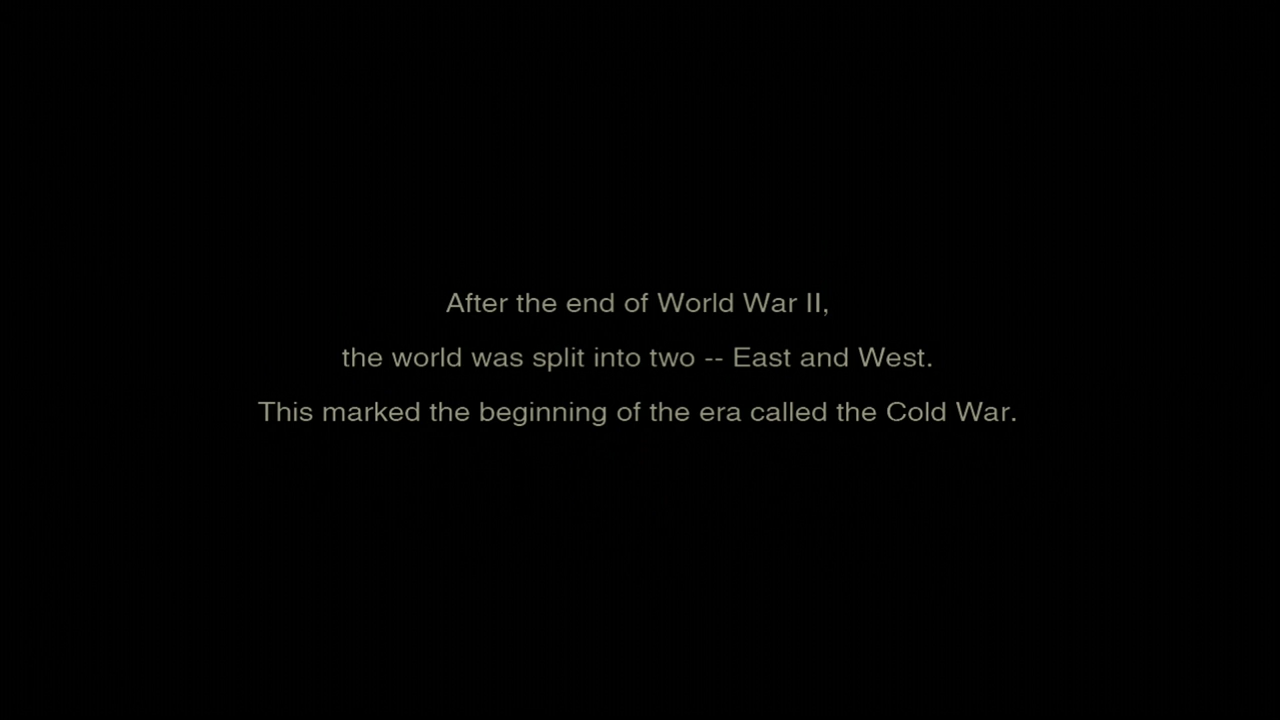 After the end of World War II,
the world was split into two -- East and West.
This marked the beginning of the era called the Cold War.